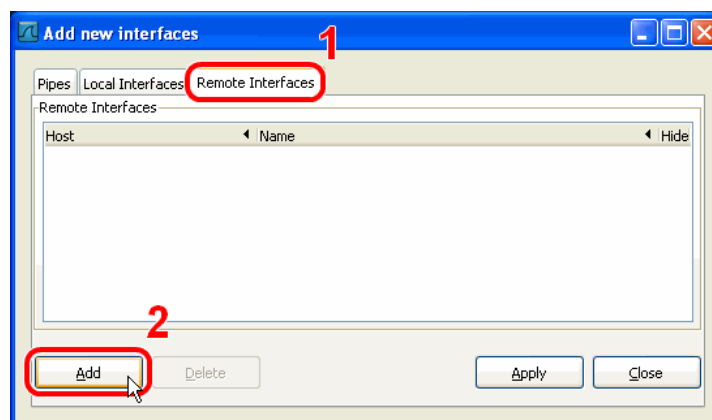 Add new interfaces
1
Pipes Local Interfaces Remote Interfaces
Remote Interfaces
Host Name Hide
2
Add Delete Apply Close